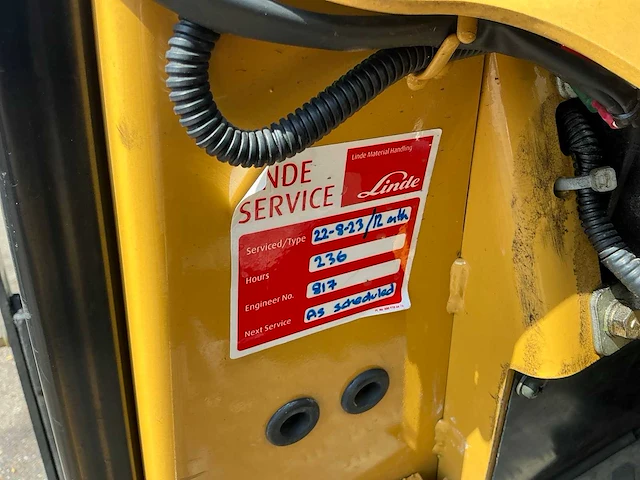 NDE
SERVICE
Linde Material Handling
Linde
Serviced/Type 22-8-23/12 mth
Hours 236
Engineer No. 817
Next Service As scheduled